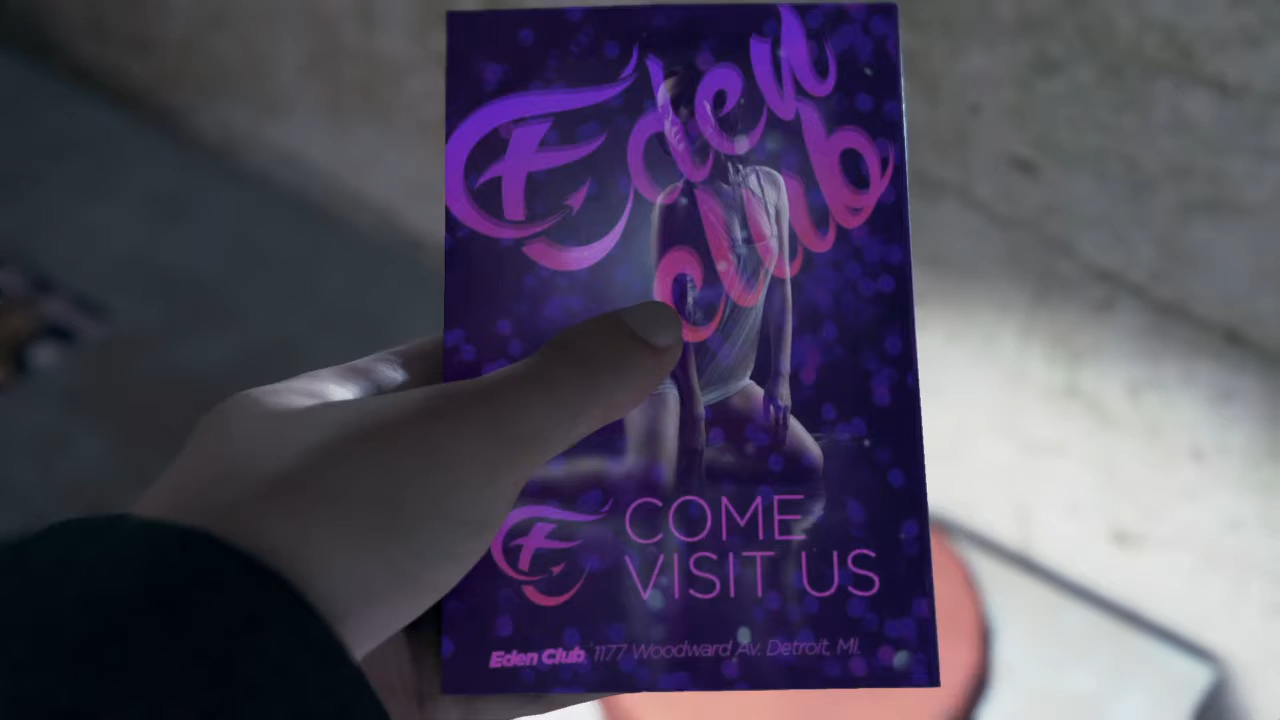 Eden
club
COME
VISIT US
Eden Club 1177 Woodward Av. Detroit, MI.